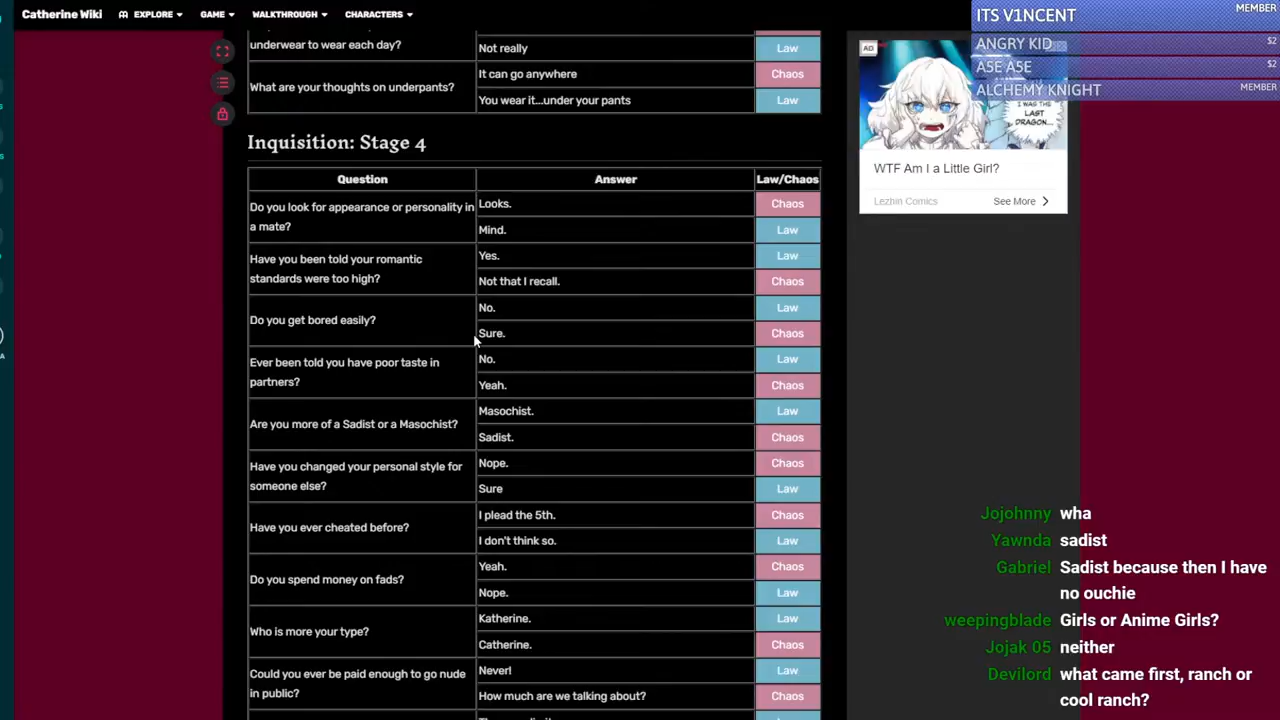 Catherine Wiki
EXPLORE
GAME
WALKTHROUGH
CHARACTERS
ITS V1NCENT
MEMBER
ANGRY KID
$2
A5E A5E
$2
ALCHEMY KNIGHT
MEMBER
underwear to wear each day?
Not really
Law
What are your thoughts on underpants?
It can go anywhere
Chaos
You wear it...under your pants
Law
Inquisition: Stage 4
Question
Answer
Law/Chaos
Do you look for appearance or personality in
a mate?
Looks.
Chaos
Mind.
Law
Have you been told your romantic
standards were too high?
Yes.
Law
Not that I recall.
Chaos
Do you get bored easily?
No.
Law
Sure.
Chaos
Ever been told you have poor taste in
partners?
No.
Law
Yeah.
Chaos
Are you more of a Sadist or a Masochist?
Masochist.
Law
Sadist.
Chaos
Have you changed your personal style for
someone else?
Nope.
Chaos
Sure
Law
Have you ever cheated before?
I plead the 5th.
Chaos
I don't think so.
Law
Do you spend money on fads?
Yeah.
Chaos
Nope.
Law
Who is more your type?
Katherine.
Law
Catherine.
Chaos
Could you ever be paid enough to go nude
in public?
Never!
Law
How much are we talking about?
Chaos
AD
I WAS THE
LAST
DRAGON...
WTF Am I a Little Girl?
Lezhin Comics
See More
Jojohnny wha
Yawnda sadist
Gabriel Sadist because then I have
no ouchie
weepingblade Girls or Anime Girls?
Jojak 05 neither
Devilord what came first, ranch or
cool ranch?